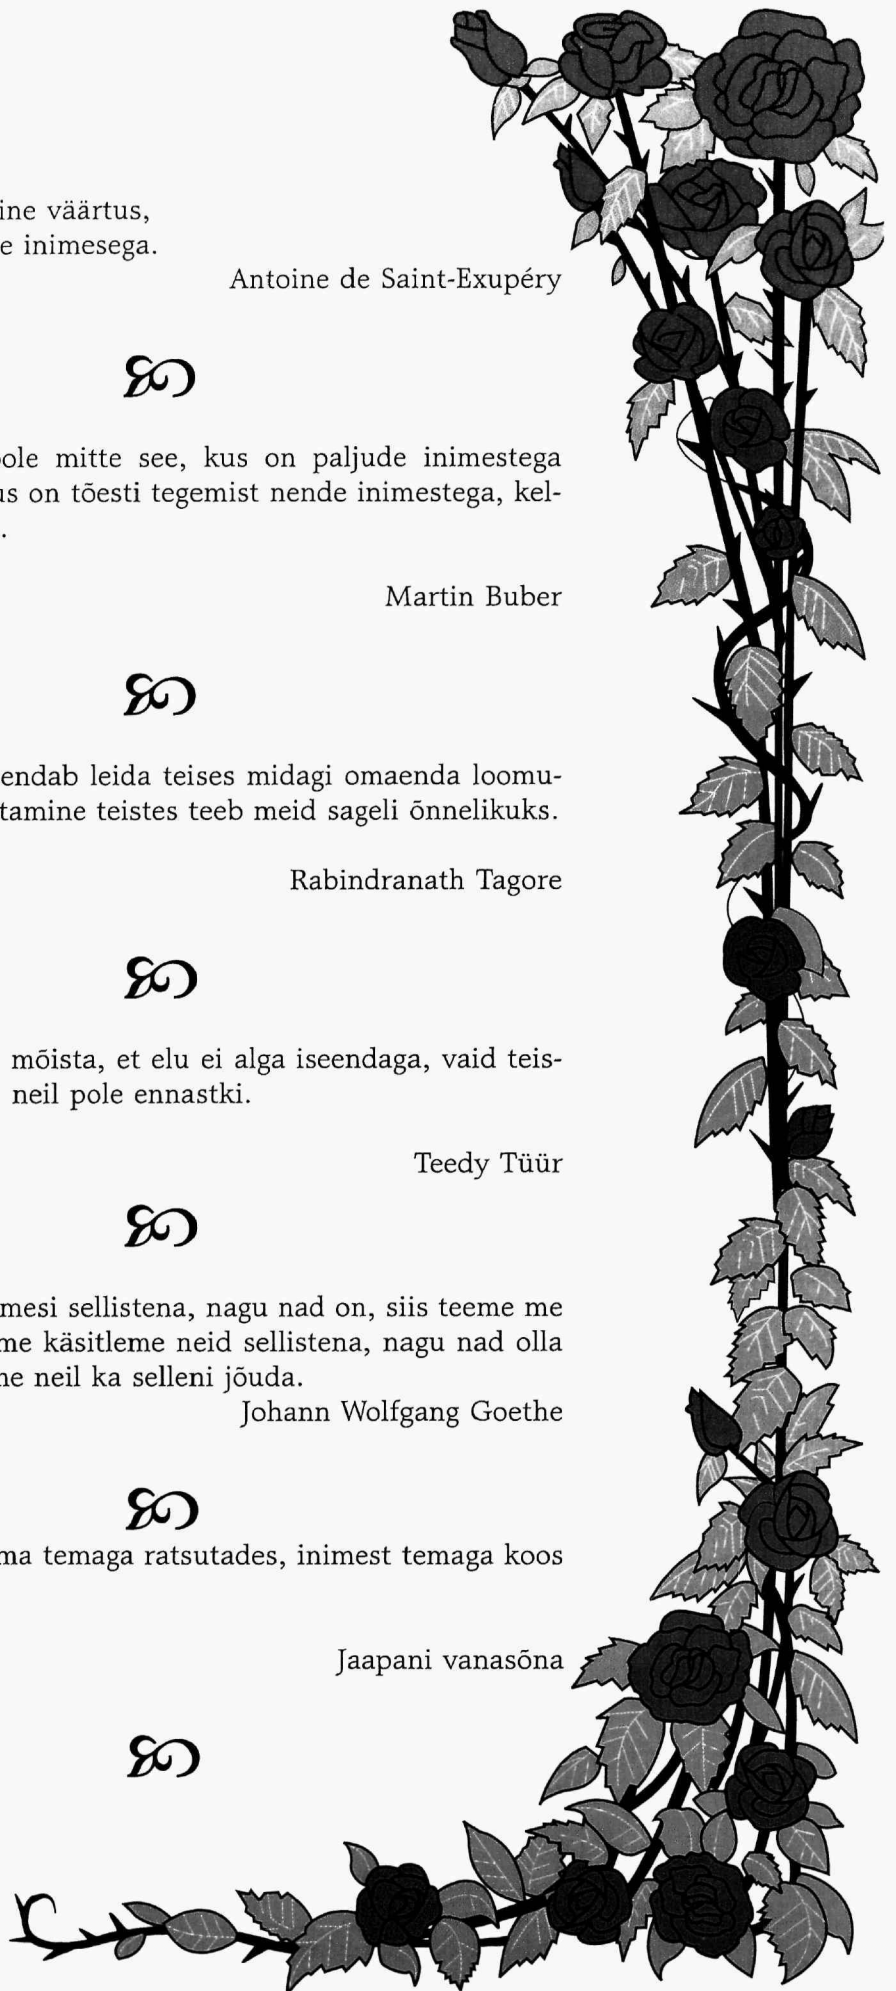 ine väärtus,
e inimesega.
Antoine de Saint-Exupéry
ole mitte see, kus on paljude inimestega
us on tõesti tegemist nende inimestega, kel-
.
Martin Buber
endab leida teises midagi omaenda loomu-
tamine teistes teeb meid sageli õnnelikuks.
Rabindranath Tagore
mõista, et elu ei alga iseendaga, vaid teis-
neil pole ennastki.
Teedy Tüür
mesi sellistena, nagu nad on, siis teeme me
me käsitleme neid sellistena, nagu nad olla
ne neil ka selleni jõuda.
Johann Wolfgang Goethe
ma temaga ratsutades, inimest temaga koos
Jaapani vanasõna